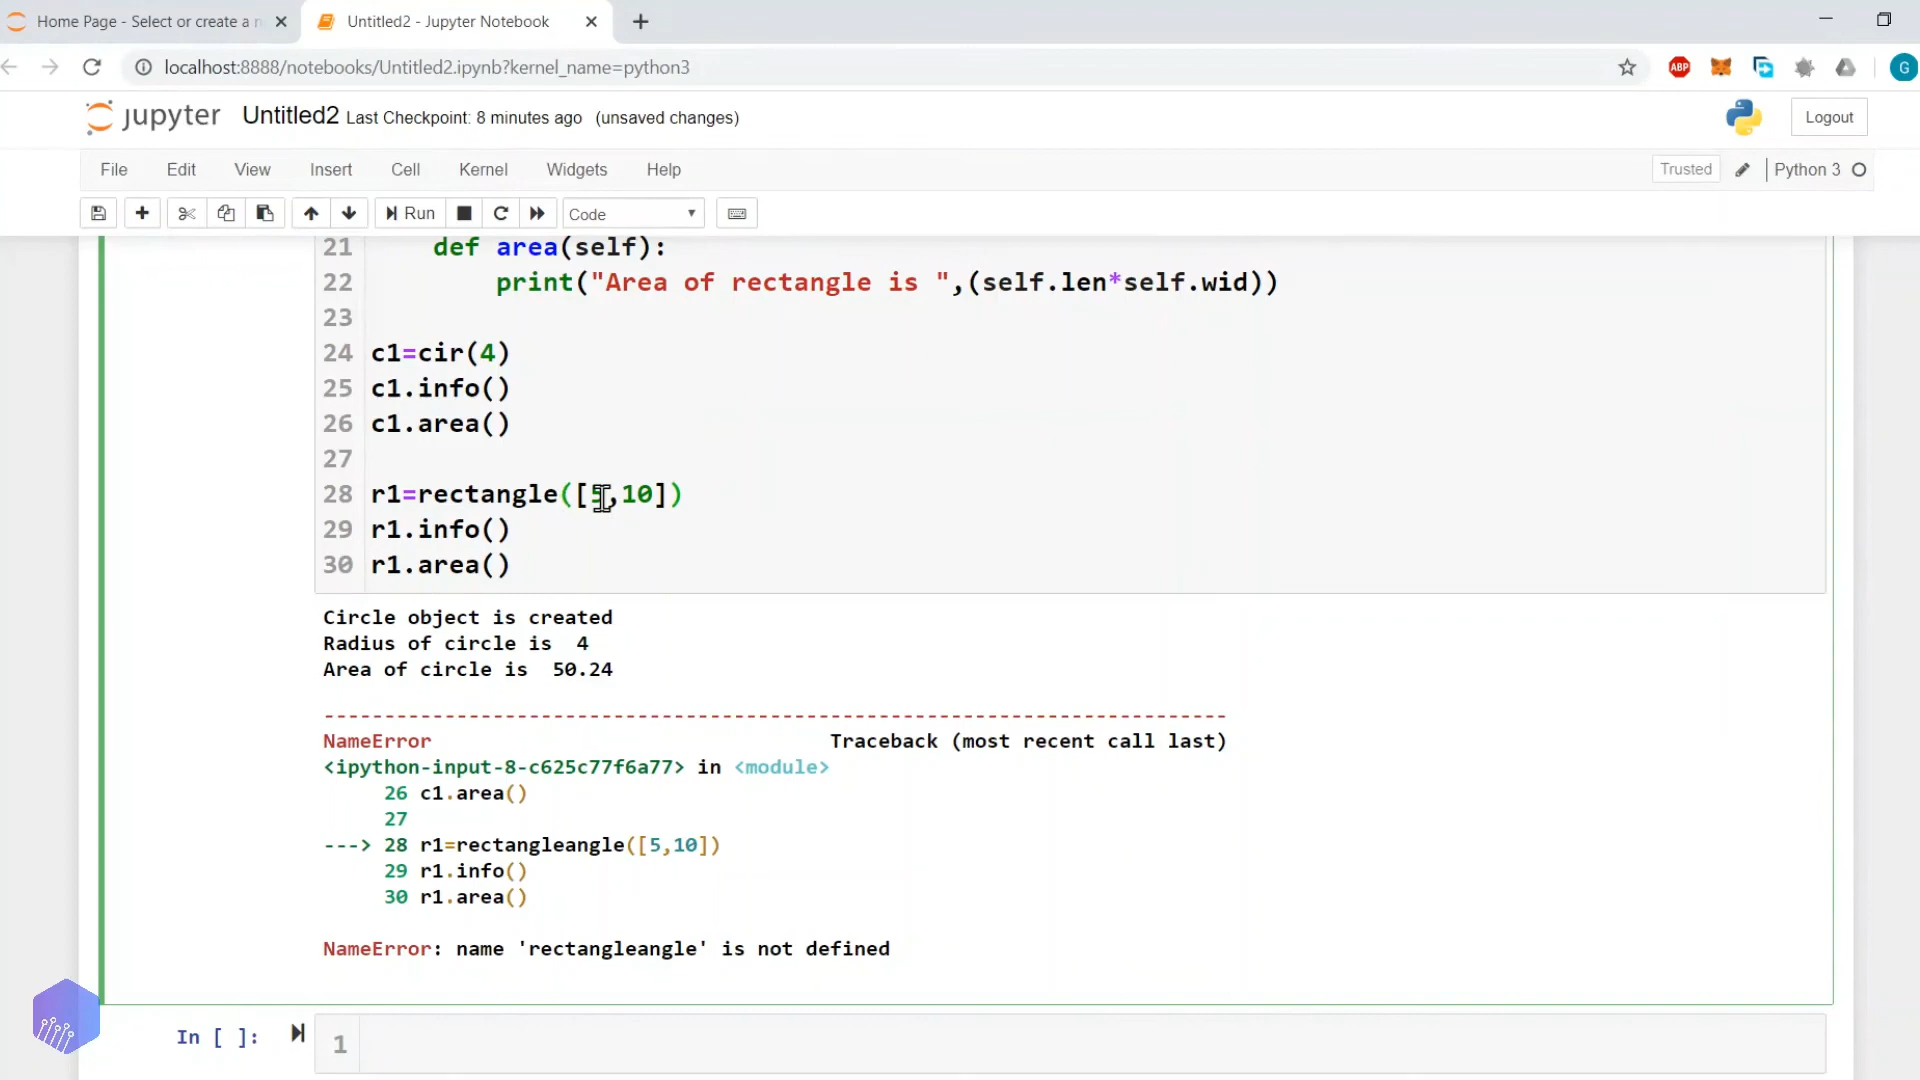 Home Page - Select or create a n
Untitled2 - Jupyter Notebook
localhost:8888/notebooks/Untitled2.ipynb?kernel_name=python3
ABP
G
jupyter Untitled2 Last Checkpoint: 8 minutes ago (unsaved changes)
Logout
File Edit View Insert Cell Kernel Widgets Help
Trusted
Python 3
Run
Code
21 def area(self):
22 print("Area of rectangle is ",(self.len*self.wid))
23
24 c1=cir(4)
25 c1.info()
26 c1.area()
27
28 r1=rectangle([5,10])
29 r1.info()
30 r1.area()
Circle object is created
Radius of circle is  4
Area of circle is  50.24
---------------------------------------------------------------------------
NameError Traceback (most recent call last)
<ipython-input-8-c625c77f6a77> in <module>
26 c1.area()
27
---> 28 r1=rectangleangle([5,10])
29 r1.info()
30 r1.area()
NameError: name 'rectangleangle' is not defined
In [ ]:
1